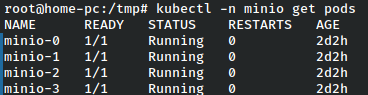 root@home-pc:/tmp# kubectl -n minio get pods
NAME READY STATUS RESTARTS AGE
minio-0 1/1 Running 0 2d2h
minio-1 1/1 Running 0 2d2h
minio-2 1/1 Running 0 2d2h
minio-3 1/1 Running 0 2d2h